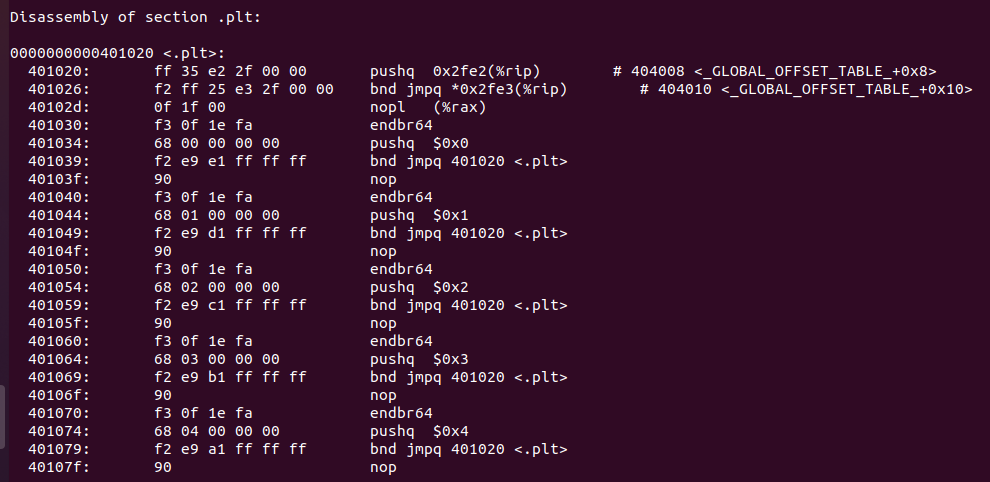 Disassembly of section .plt:
0000000000401020 <.plt>:
  401020:       ff 35 e2 2f 00 00       pushq  0x2fe2(%rip)        # 404008 <_GLOBAL_OFFSET_TABLE_+0x8>
  401026:       f2 ff 25 e3 2f 00 00    bnd jmpq *0x2fe3(%rip)        # 404010 <_GLOBAL_OFFSET_TABLE_+0x10>
  40102d:       0f 1f 00                nopl   (%rax)
  401030:       f3 0f 1e fa             endbr64
  401034:       68 00 00 00 00          pushq  $0x0
  401039:       f2 e9 e1 ff ff ff       bnd jmpq 401020 <.plt>
  40103f:       90                      nop
  401040:       f3 0f 1e fa             endbr64
  401044:       68 01 00 00 00          pushq  $0x1
  401049:       f2 e9 d1 ff ff ff       bnd jmpq 401020 <.plt>
  40104f:       90                      nop
  401050:       f3 0f 1e fa             endbr64
  401054:       68 02 00 00 00          pushq  $0x2
  401059:       f2 e9 c1 ff ff ff       bnd jmpq 401020 <.plt>
  40105f:       90                      nop
  401060:       f3 0f 1e fa             endbr64
  401064:       68 03 00 00 00          pushq  $0x3
  401069:       f2 e9 b1 ff ff ff       bnd jmpq 401020 <.plt>
  40106f:       90                      nop
  401070:       f3 0f 1e fa             endbr64
  401074:       68 04 00 00 00          pushq  $0x4
  401079:       f2 e9 a1 ff ff ff       bnd jmpq 401020 <.plt>
  40107f:       90                      nop